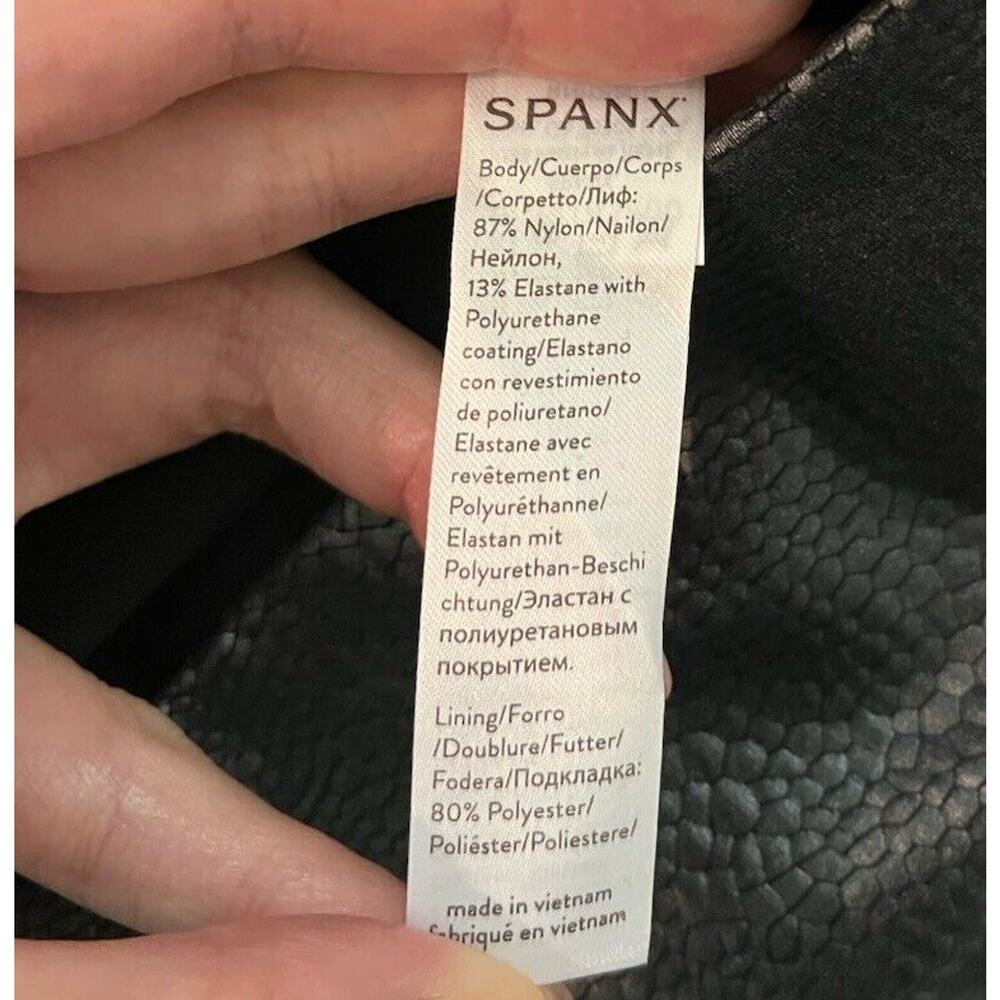 SPANX
Body/Cuerpo/Corps
/Corpetto/Лиф:
87% Nylon/Nailon/
Нейлон,
13% Elastane with
Polyurethane
coating/Elastano
con revestimiento
de poliuretano/
Elastane avec
revêtement en
Polyuréthanne/
Elastan mit
Polyurethan-Beschi
chtung/Эластан с
полиуретановым
покрытием.
Lining/Forro
/Doublure/Futter/
Fodera/Подкладка:
80% Polyester/
Poliéster/Poliestere/
made in vietnam
fabriqué en vietnam